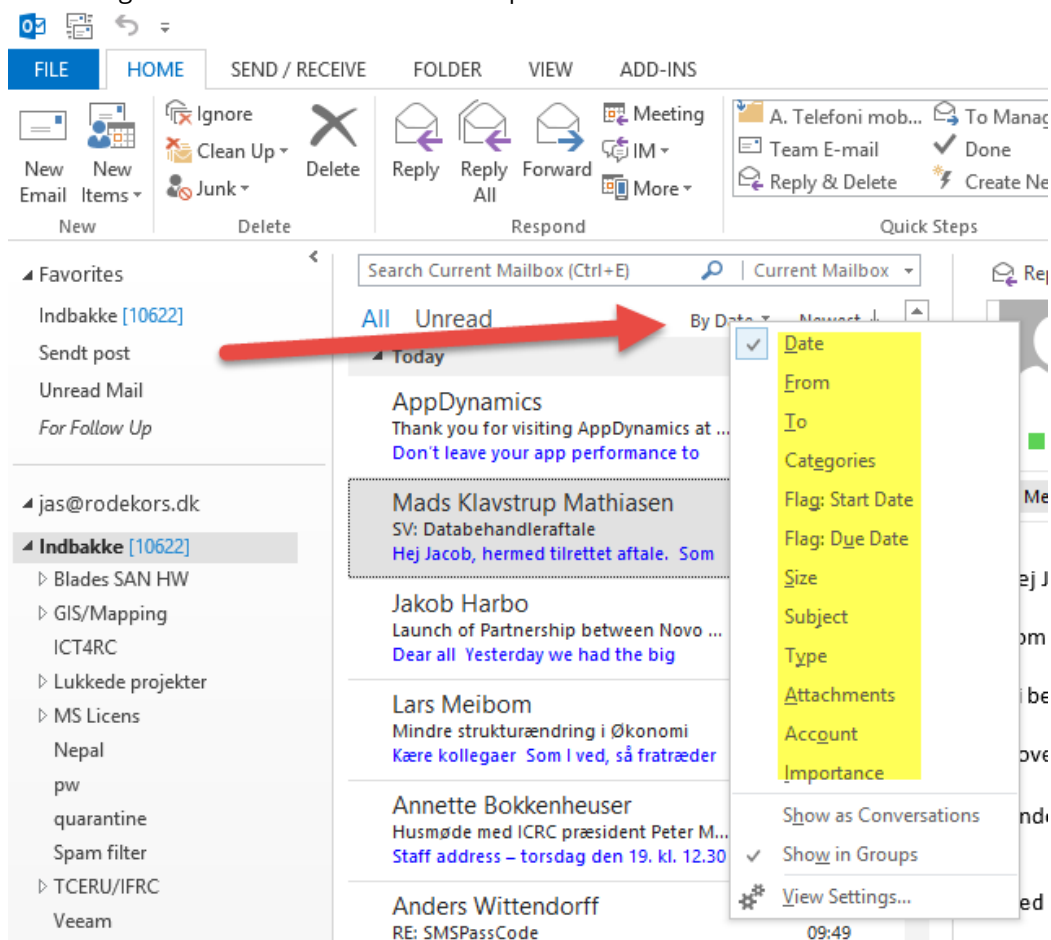 FILE HOME SEND / RECEIVE FOLDER VIEW ADD-INS
New Email
New Items
Ignore
Clean Up
Junk
Delete
Reply
Reply All
Forward
Meeting
IM
More
A. Telefoni mob...
Team E-mail
Reply & Delete
To Manag
Done
Create Ne
New Delete Respond Quick Steps
Favorites
Indbakke [10622]
Sendt post
Unread Mail
For Follow Up
jas@rodekors.dk
Indbakke [10622]
Blades SAN HW
GIS/Mapping
ICT4RC
Lukkede projekter
MS Licens
Nepal
pw
quarantine
Spam filter
TCERU/IFRC
Veeam
Search Current Mailbox (Ctrl+E) Current Mailbox
All Unread By Date Newest
Today
AppDynamics
Thank you for visiting AppDynamics at ...
Don't leave your app performance to
Mads Klavstrup Mathiasen
SV: Databehandleraftale
Hej Jacob, hermed tilrettet aftale. Som
Jakob Harbo
Launch of Partnership between Novo ...
Dear all Yesterday we had the big
Lars Meibom
Mindre strukturændring i Økonomi
Kære kollegaer Som I ved, så fratræder
Annette Bokkenheuser
Husmøde med ICRC præsident Peter M...
Staff address – torsdag den 19. kl. 12.30
Anders Wittendorff
RE: SMSPassCode 09:49
Date
From
To
Categories
Flag: Start Date
Flag: Due Date
Size
Subject
Type
Attachments
Account
Importance
Show as Conversations
Show in Groups
View Settings...